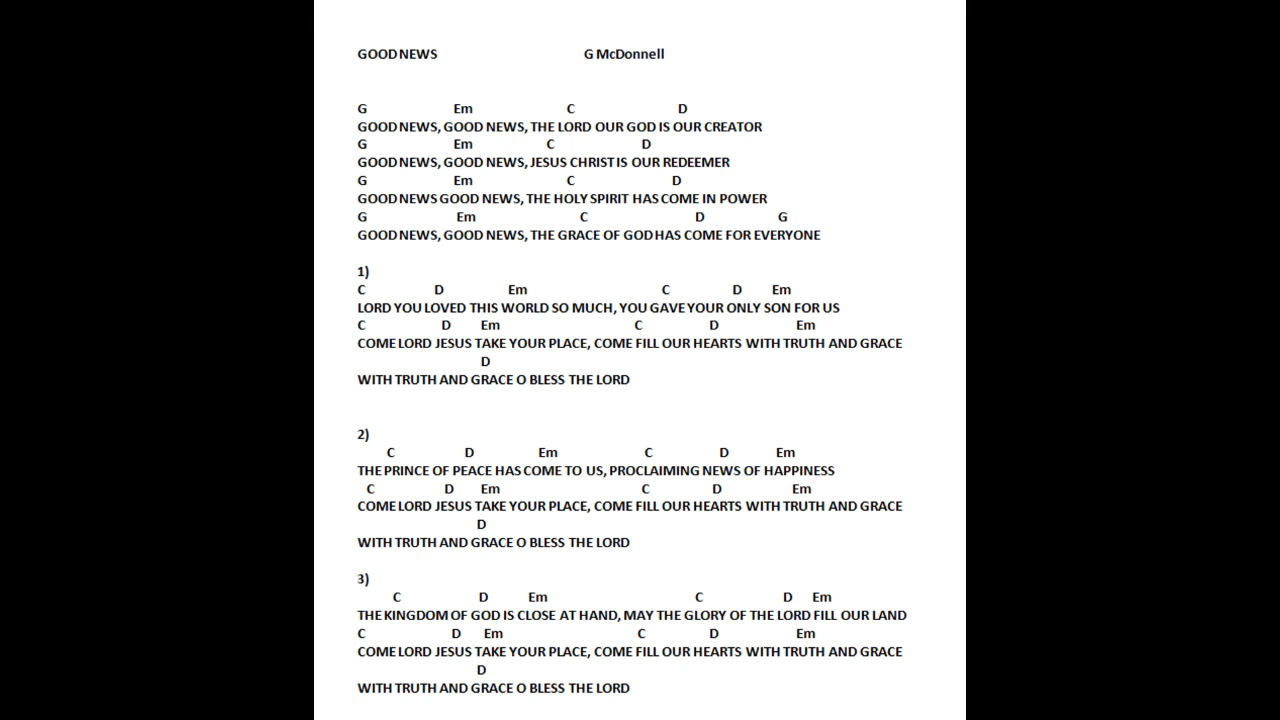 GOOD NEWS G McDonnell
G Em C D
GOOD NEWS, GOOD NEWS, THE LORD OUR GOD IS OUR CREATOR
G Em C D
GOOD NEWS, GOOD NEWS, JESUS CHRIST IS OUR REDEEMER
G Em C D
GOOD NEWS GOOD NEWS, THE HOLY SPIRIT HAS COME IN POWER
G Em C D G
GOOD NEWS, GOOD NEWS, THE GRACE OF GOD HAS COME FOR EVERYONE
1)
C D Em C D Em
LORD YOU LOVED THIS WORLD SO MUCH, YOU GAVE YOUR ONLY SON FOR US
C D Em C D Em
COME LORD JESUS TAKE YOUR PLACE, COME FILL OUR HEARTS WITH TRUTH AND GRACE
D
WITH TRUTH AND GRACE O BLESS THE LORD
2)
C D Em C D Em
THE PRINCE OF PEACE HAS COME TO US, PROCLAIMING NEWS OF HAPPINESS
C D Em C D Em
COME LORD JESUS TAKE YOUR PLACE, COME FILL OUR HEARTS WITH TRUTH AND GRACE
D
WITH TRUTH AND GRACE O BLESS THE LORD
3)
C D Em C D Em
THE KINGDOM OF GOD IS CLOSE AT HAND, MAY THE GLORY OF THE LORD FILL OUR LAND
C D Em C D Em
COME LORD JESUS TAKE YOUR PLACE, COME FILL OUR HEARTS WITH TRUTH AND GRACE
D
WITH TRUTH AND GRACE O BLESS THE LORD